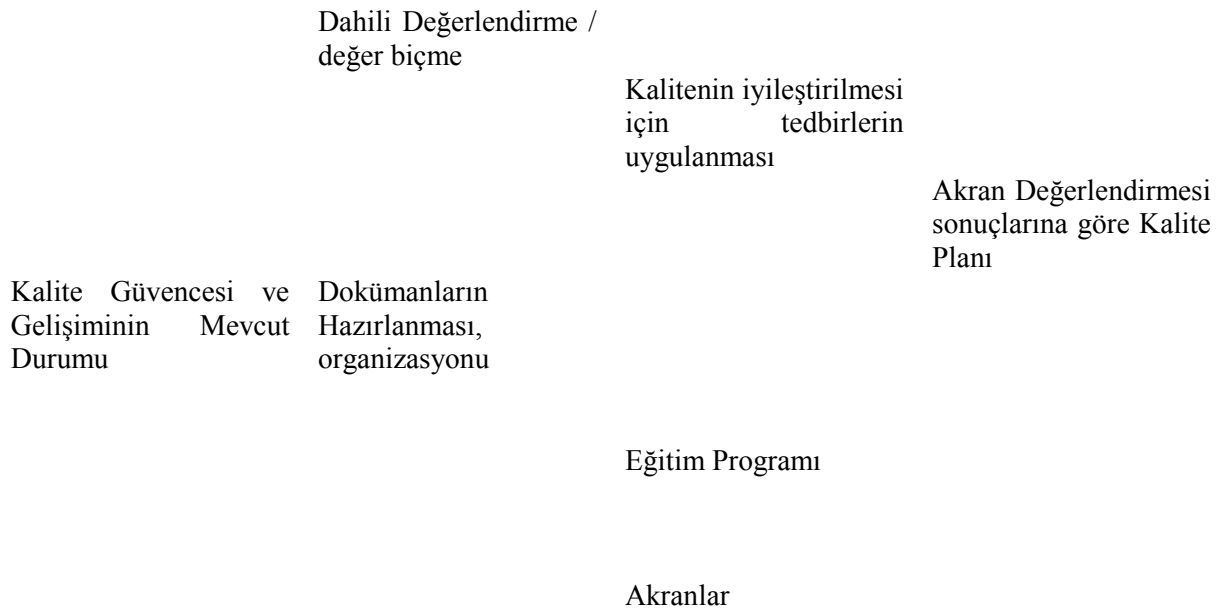 Dahili Değerlendirme /
değer biçme
Kalitenin iyileştirilmesi
için tedbirlerin
uygulanması
Akran Değerlendirmesi
sonuçlarına göre Kalite
Planı
Kalite Güvencesi ve
Gelişiminin Mevcut
Durumu
Dokümanların
Hazırlanması,
organizasyonu
Eğitim Programı
Akranlar